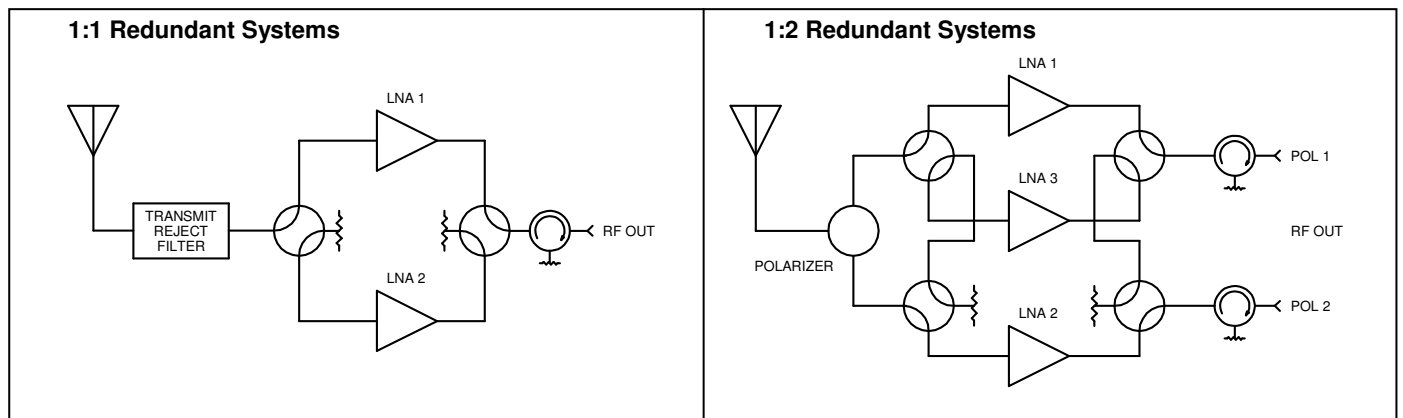 1:1 Redundant Systems
LNA 1
TRANSMIT
REJECT
FILTER
RF OUT
LNA 2
1:2 Redundant Systems
LNA 1
POL 1
LNA 3
RF OUT
POLARIZER
LNA 2
POL 2